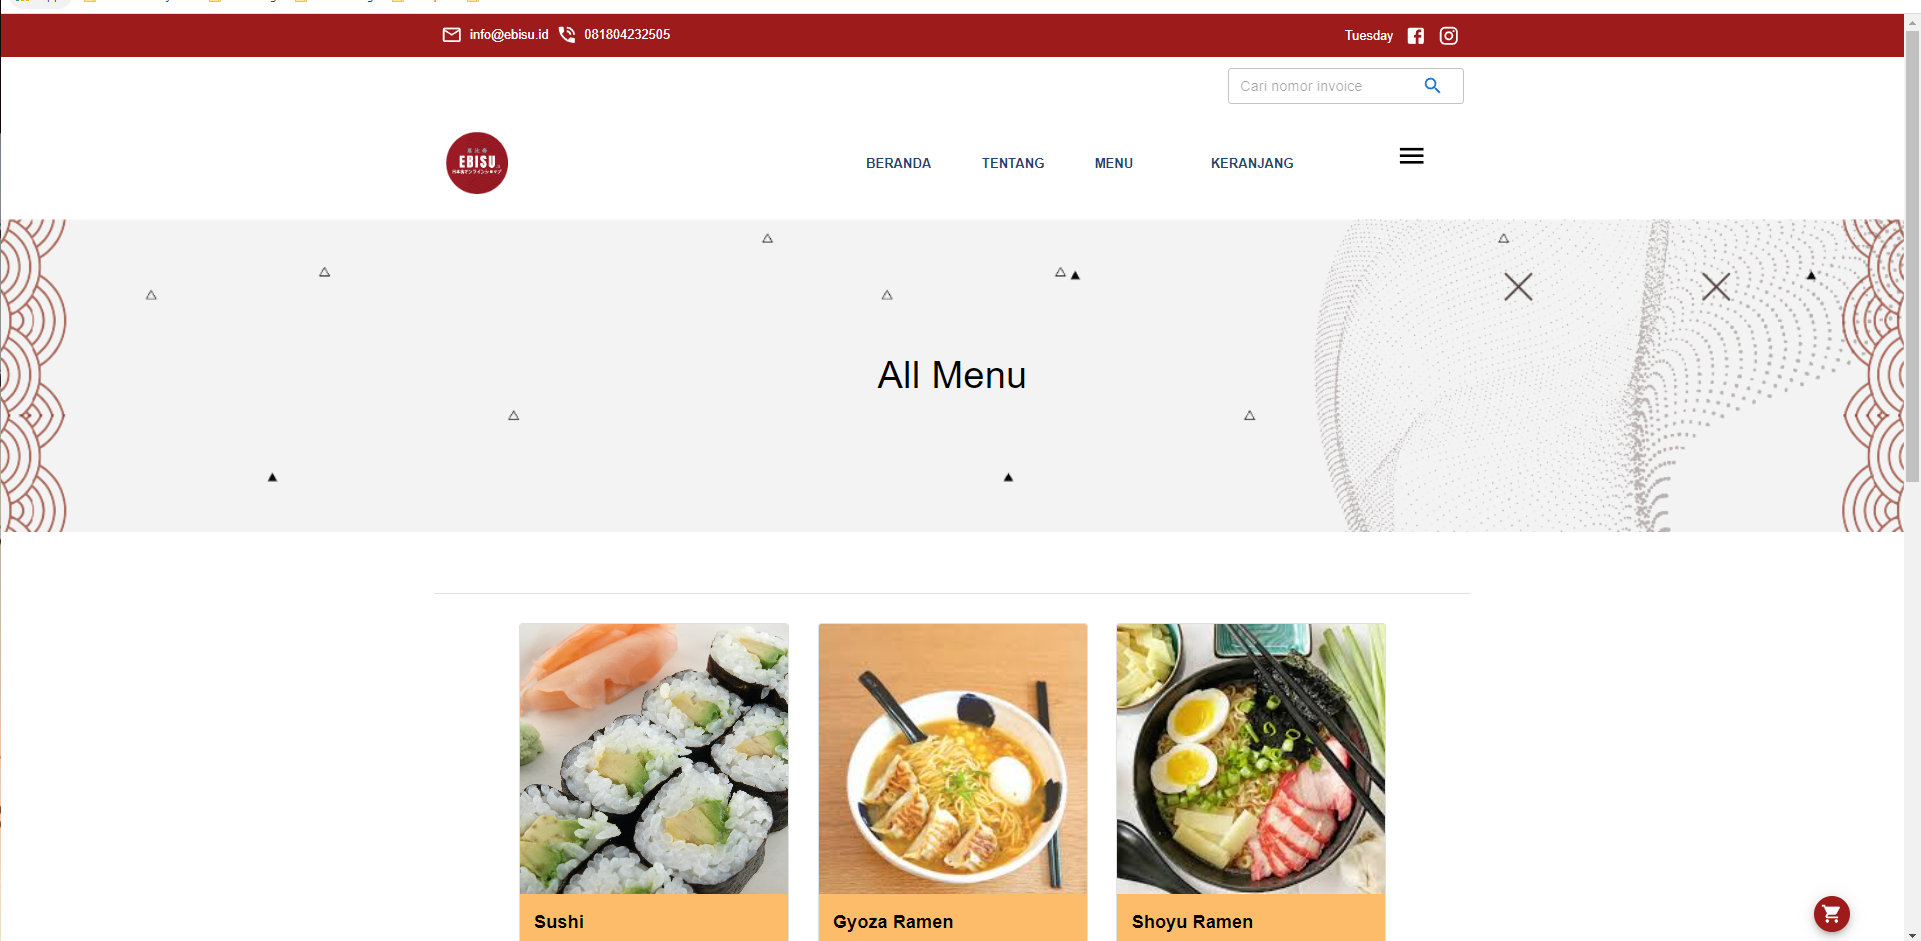 info@ebisu.id 081804232505
Tuesday
Cari nomor invoice
EBISU
BERANDA TENTANG MENU KERANJANG
All Menu
Sushi Gyoza Ramen Shoyu Ramen